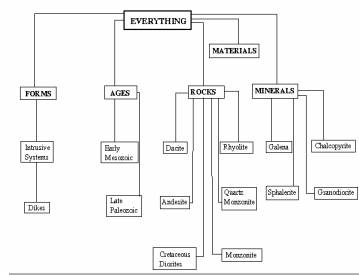 EVERYTHING
MATERIALS
FORMS
AGES
ROCKS
MINERALS
Intrusive
Systems
Early
Mesozoic
Dacite
Rhyolite
Galena
Chalcopyrite
Dikes
Late
Paleozoic
Andesite
Quartz
Monzonite
Sphalerite
Granodiorite
Cretaceous
Diorites
Monzonite